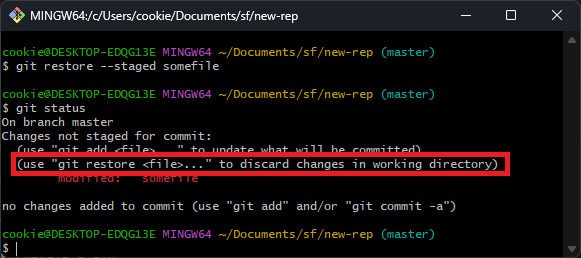 MINGW64:/c/Users/cookie/Documents/sf/new-rep
cookie@DESKTOP-EDQG13E MINGW64 ~/Documents/sf/new-rep (master)
$ git restore --staged somefile
cookie@DESKTOP-EDQG13E MINGW64 ~/Documents/sf/new-rep (master)
$ git status
On branch master
Changes not staged for commit:
(use "git add <file>..." to update what will be committed)
(use "git restore <file>..." to discard changes in working directory)
modified: somefile
no changes added to commit (use "git add" and/or "git commit -a")
cookie@DESKTOP-EDQG13E MINGW64 ~/Documents/sf/new-rep (master)
$